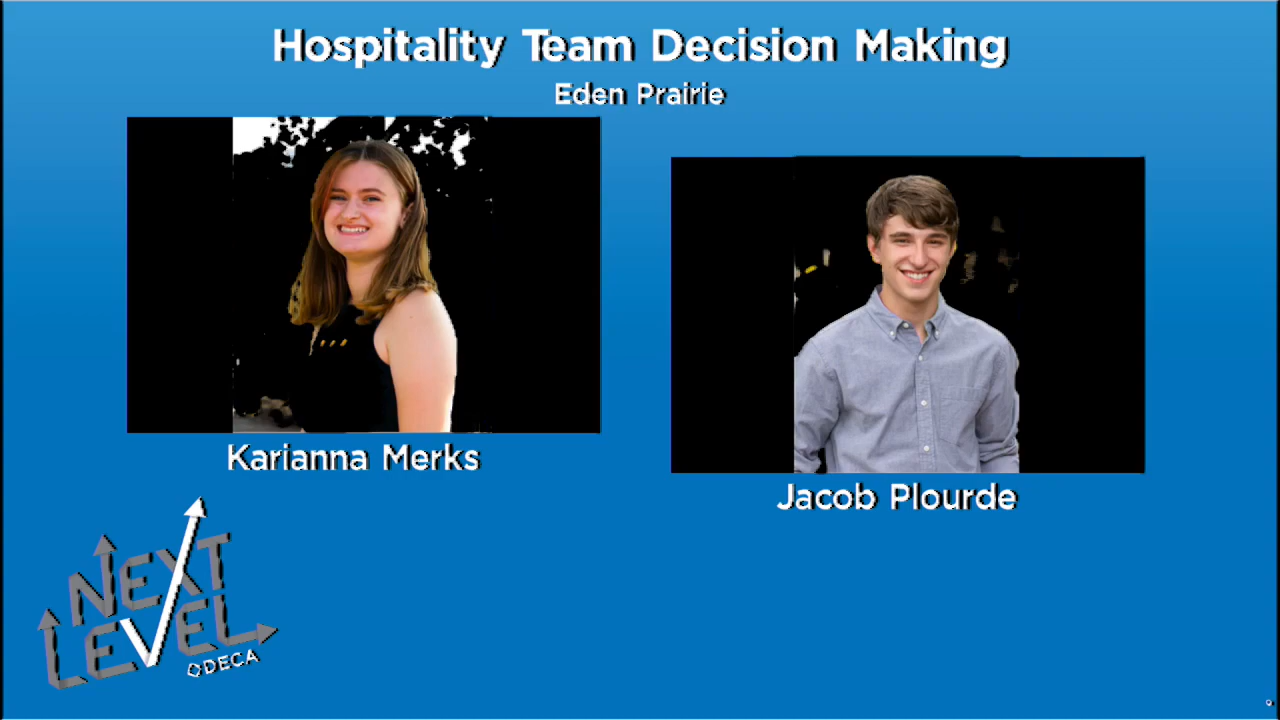 Hospitality Team Decision Making
Eden Prairie
Karianna Merks
Jacob Plourde
NEXT
LEVEL
DECA